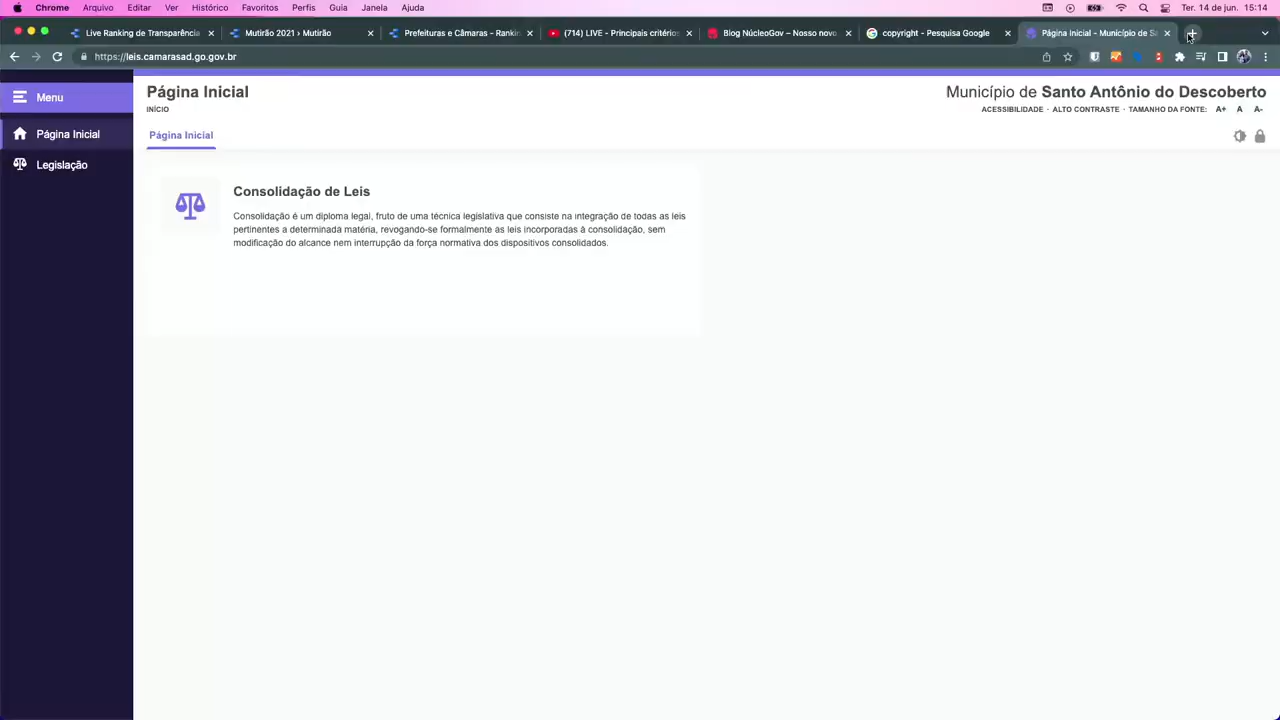 Chrome Arquivo Editar Ver Histórico Favoritos Perfis Guia Janela Ajuda Ter. 14 de jun. 15:14
Live Ranking de Transparência Mutirão 2021 › Mutirão Prefeituras e Câmaras - Rankin (714) LIVE - Principais critérios Blog NúcleoGov – Nosso novo copyright - Pesquisa Google Página Inicial - Município de Sa
https://leis.camarasad.go.gov.br
Menu
Página Inicial
Legislação
Página Inicial
Município de Santo Antônio do Descoberto
INÍCIO
ACESSIBILIDADE - ALTO CONTRASTE - TAMANHO DA FONTE: A+ A A-
Página Inicial
Consolidação de Leis
Consolidação é um diploma legal, fruto de uma técnica legislativa que consiste na integração de todas as leis
pertinentes a determinada matéria, revogando-se formalmente as leis incorporadas à consolidação, sem
modificação do alcance nem interrupção da força normativa dos dispositivos consolidados.